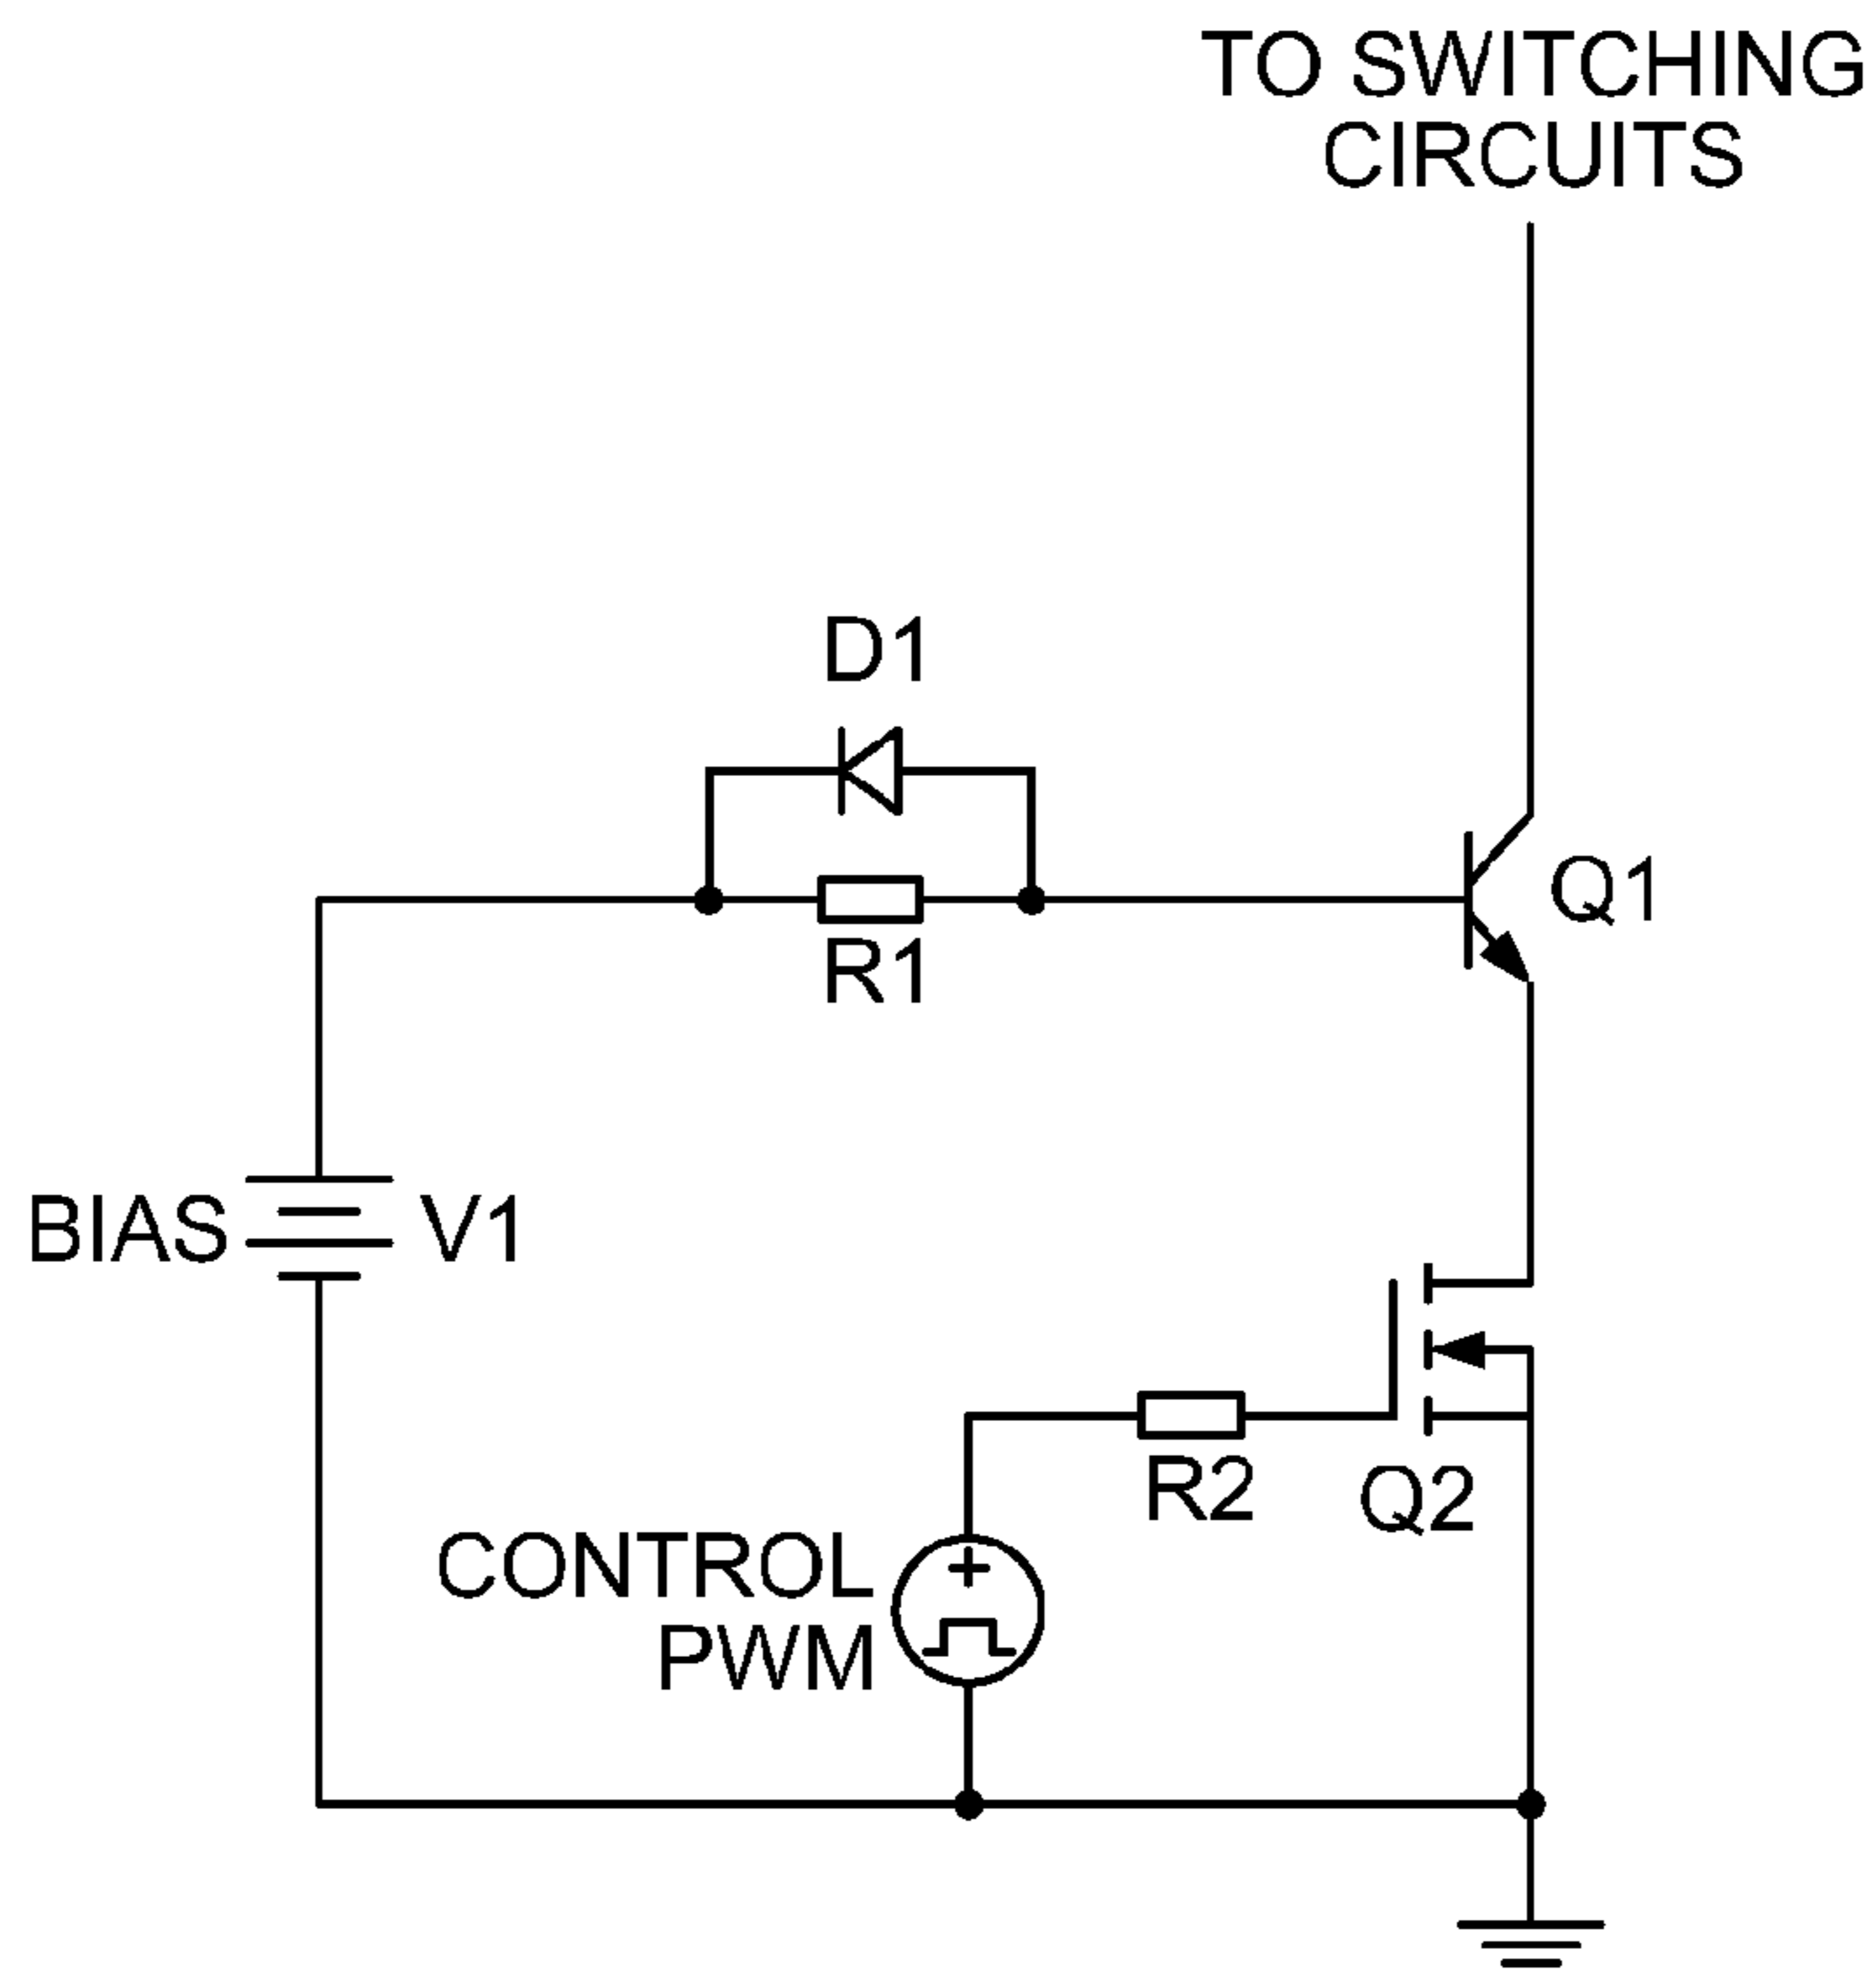 TO SWITCHING
CIRCUITS
D1
Q1
R1
BIAS
V1
R2
Q2
CONTROL
PWM